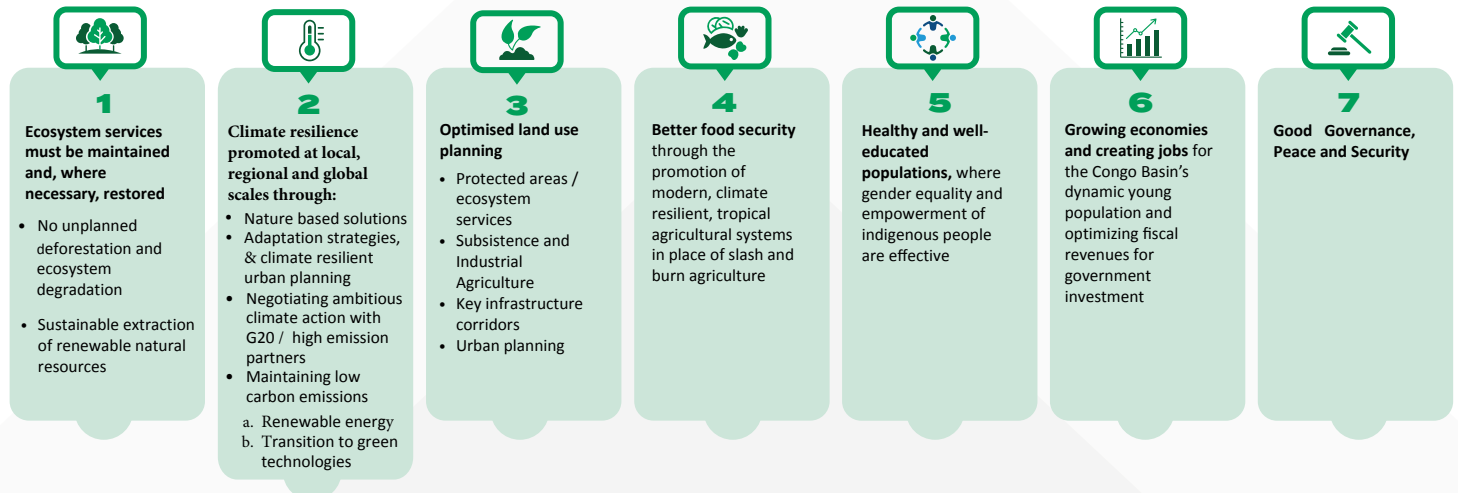 1
Ecosystem services
must be maintained
and, where
necessary, restored
• No unplanned
deforestation and
ecosystem
degradation
• Sustainable extraction
of renewable natural
resources
2
Climate resilience
promoted at local,
regional and global
scales through:
• Nature based solutions
• Adaptation strategies,
& climate resilient
urban planning
• Negotiating ambitious
climate action with
G20 / high emission
partners
• Maintaining low
carbon emissions
a. Renewable energy
b. Transition to green
technologies
3
Optimised land use
planning
• Protected areas /
ecosystem
services
• Subsistence and
Industrial
Agriculture
• Key infrastructure
corridors
• Urban planning
4
Better food security
through the
promotion of
modern, climate
resilient, tropical
agricultural systems
in place of slash and
burn agriculture
5
Healthy and well-
educated
populations, where
gender equality and
empowerment of
indigenous people
are effective
6
Growing economies
and creating jobs for
the Congo Basin's
dynamic young
population and
optimizing fiscal
revenues for
government
investment
7
Good Governance,
Peace and Security